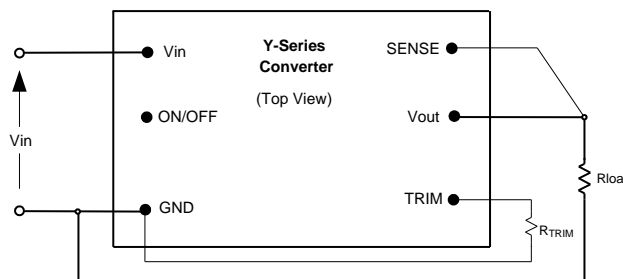 Y-Series
Converter
(Top View)
Vin
SENSE
ON/OFF
Vout
Vin
Rloa
GND
TRIM
RTRIM